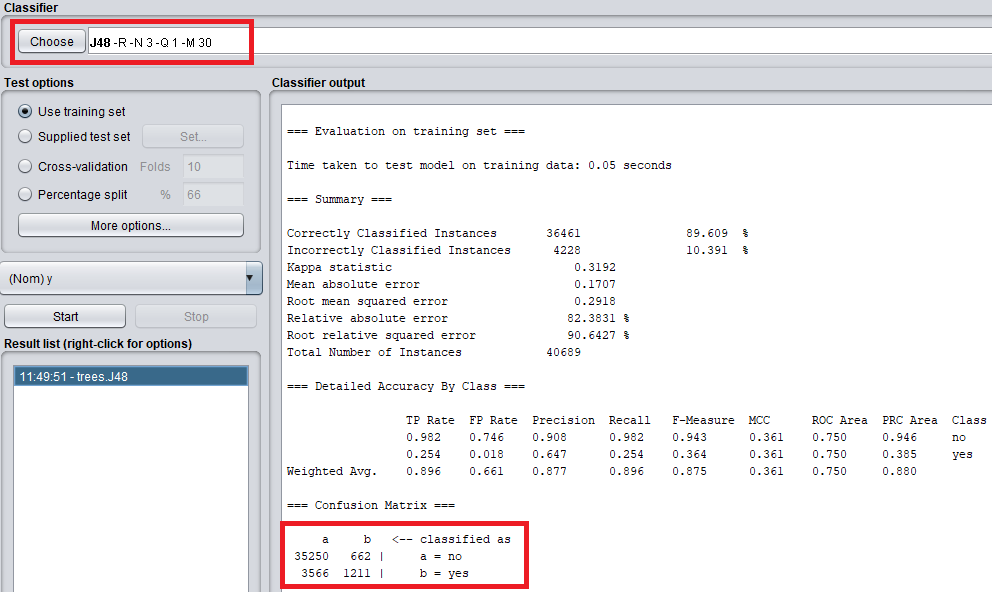 Classifier
Choose J48 -R -N 3 -Q 1 -M 30
Test options
Use training set
Supplied test set Set...
Cross-validation Folds 10
Percentage split % 66
More options...
(Nom) y
Start Stop
Result list (right-click for options)
11:49:51 - trees.J48
Classifier output
=== Evaluation on training set ===
Time taken to test model on training data: 0.05 seconds
=== Summary ===
Correctly Classified Instances 36461 89.609 %
Incorrectly Classified Instances 4228 10.391 %
Kappa statistic 0.3192
Mean absolute error 0.1707
Root mean squared error 0.2918
Relative absolute error 82.3831 %
Root relative squared error 90.6427 %
Total Number of Instances 40689
=== Detailed Accuracy By Class ===
TP Rate FP Rate Precision Recall F-Measure MCC ROC Area PRC Area Class
0.982 0.746 0.908 0.982 0.943 0.361 0.750 0.946 no
0.254 0.018 0.647 0.254 0.364 0.361 0.750 0.385 yes
Weighted Avg. 0.896 0.661 0.877 0.896 0.875 0.361 0.750 0.880
=== Confusion Matrix ===
a b <-- classified as
35250 662 | a = no
3566 1211 | b = yes